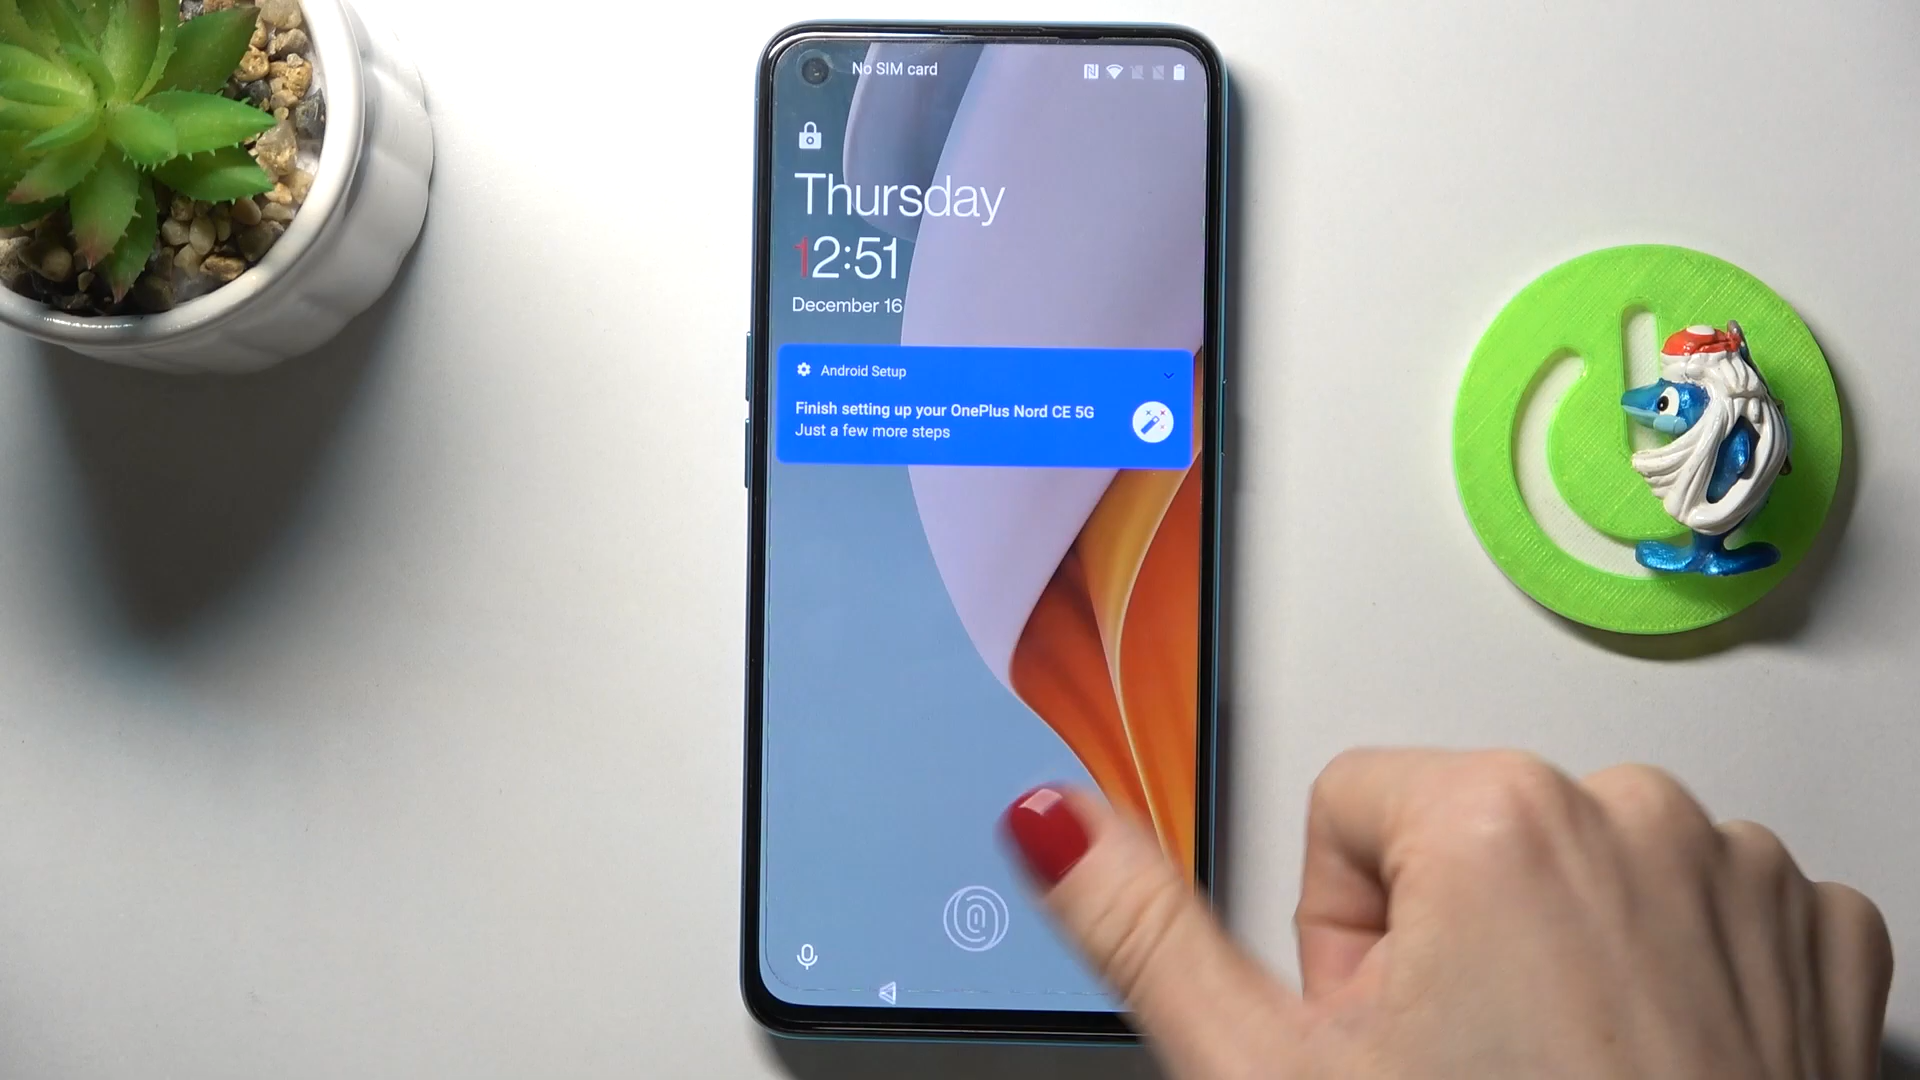 No SIM card
Thursday
12:51
December 16
Android Setup
Finish setting up your OnePlus Nord CE 5G
Just a few more steps